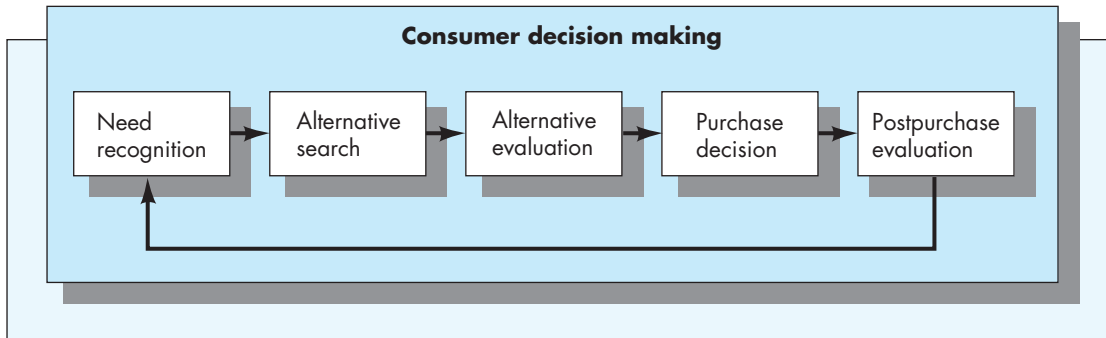 Consumer decision making
Need
recognition
Alternative
search
Alternative
evaluation
Purchase
decision
Postpurchase
evaluation